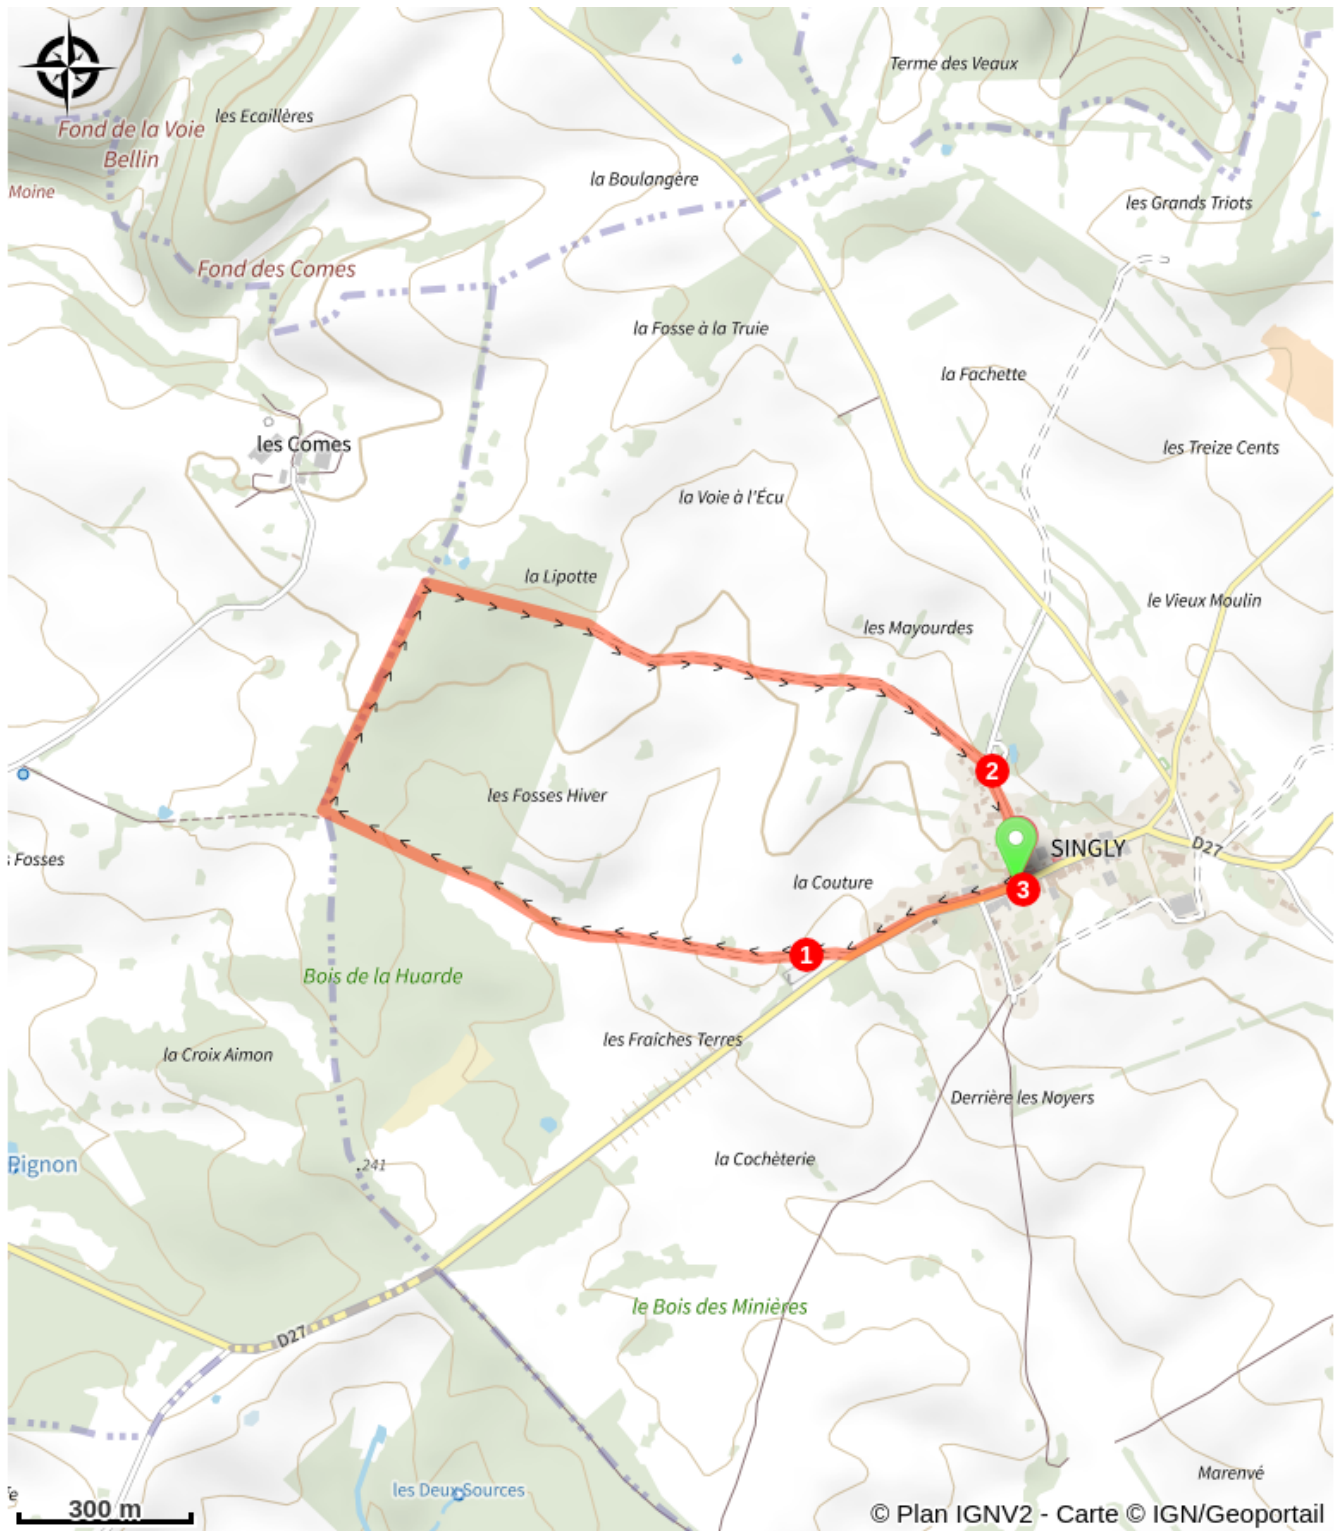 Terme des Veaux
les Ecaillères
Fond de la Voie
Bellin
la Boulangère
Moine
les Grands Triots
Fond des Comes
la Fosse à la Truie
la Fachette
les Comes
les Treize Cents
la Voie à l'Écu
la Lipotte
le Vieux Moulin
les Mayourdes
2
les Fosses Hiver
SINGLY
D27
Fosses
la Couture
3
1
Bois de la Huarde
les Fraîches Terres
la Croix Aimon
Derrière les Noyers
241
Pignon
la Cochèterie
le Bois des Minières
D27
Marenvé
les Deux Sources
300 m
© Plan IGNV2 - Carte © IGN/Geoportail